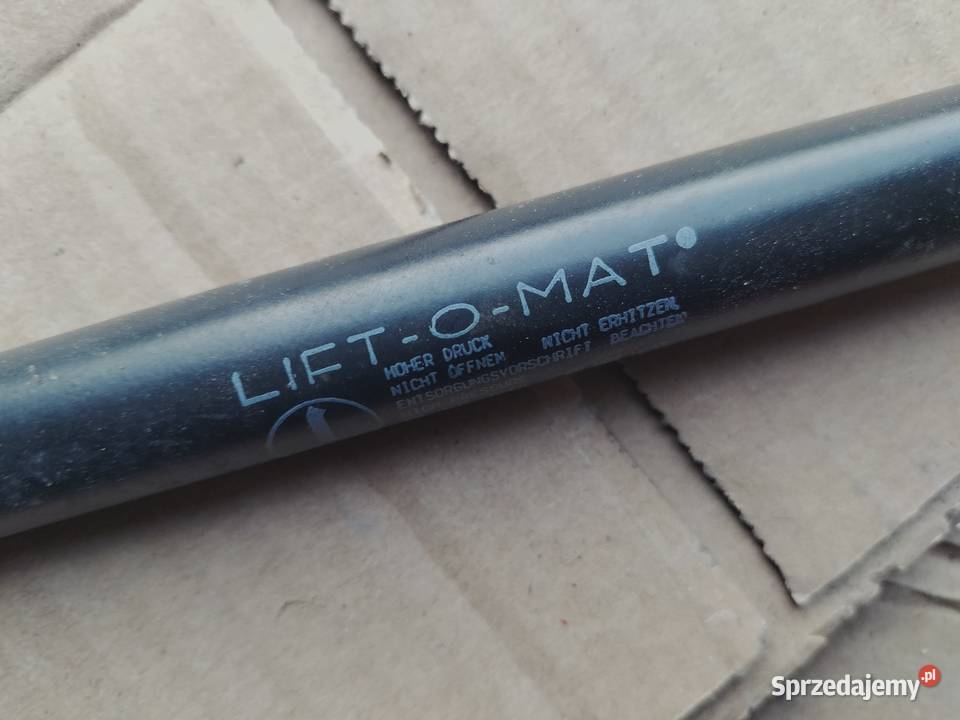 LIFT-O-MAT
HOHER DRUCK NICHT ERHITZEN,
NICHT ÖFFNEN
ENTSORGUNGSVORSCHRIFT BEACHTEN
Sprzedajemy.pl